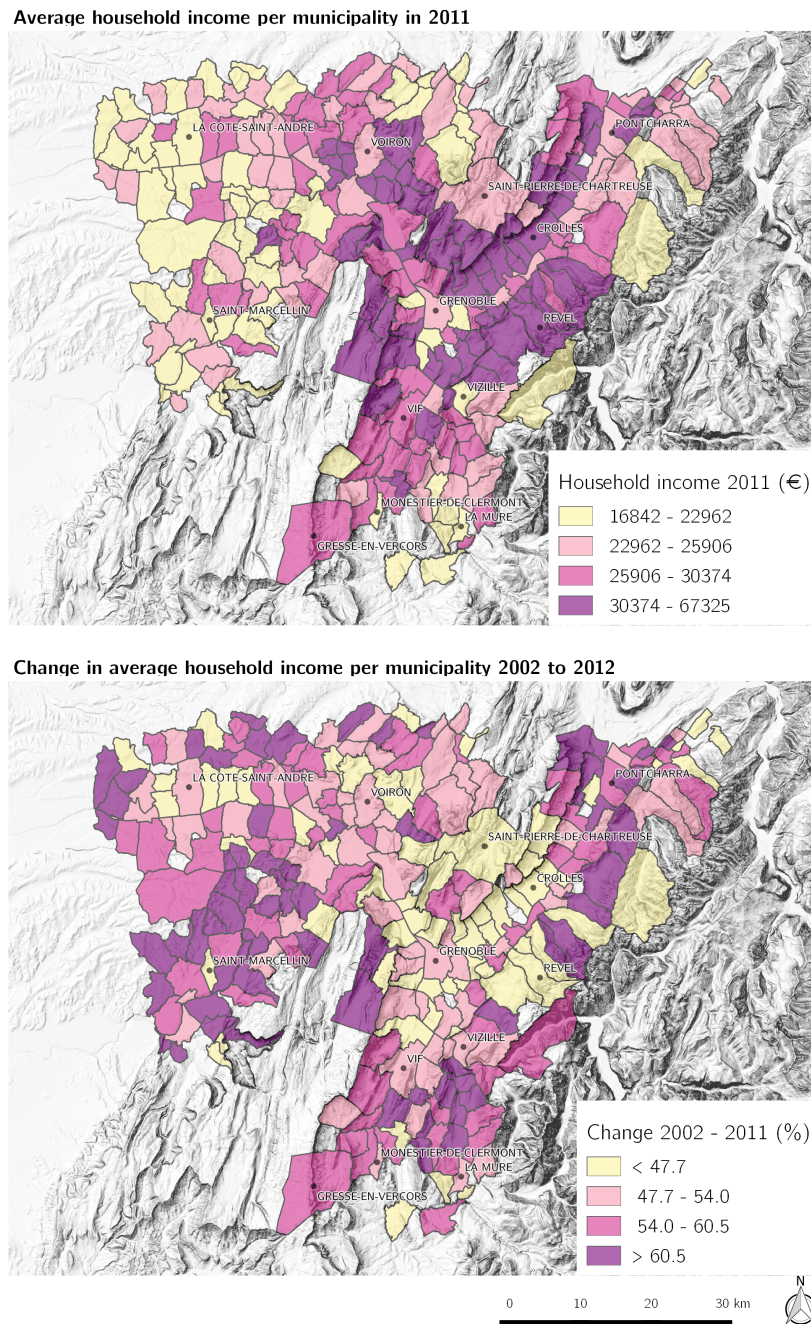 Average household income per municipality in 2011
LA COTE-SAINT-ANDRE
VOIRON
PONTCHARRA
SAINT-PIERRE-DE-CHARTREUSE
CROLLES
GRENOBLE
SAINT-MARCELLIN
REVEL
VIZILLE
VIF
MONESTIER-DE-CLERMONT
LA MURE
GRESSE-EN-VERCORS
Household income 2011 (€)
16842 - 22962
22962 - 25906
25906 - 30374
30374 - 67325
Change in average household income per municipality 2002 to 2012
LA COTE-SAINT-ANDRE
VOIRON
PONTCHARRA
SAINT-PIERRE-DE-CHARTREUSE
CROLLES
GRENOBLE
SAINT-MARCELLIN
REVEL
VIZILLE
VIF
MONESTIER-DE-CLERMONT
LA MURE
GRESSE-EN-VERCORS
Change 2002 - 2011 (%)
< 47.7
47.7 - 54.0
54.0 - 60.5
> 60.5
0 10 20 30 km
N